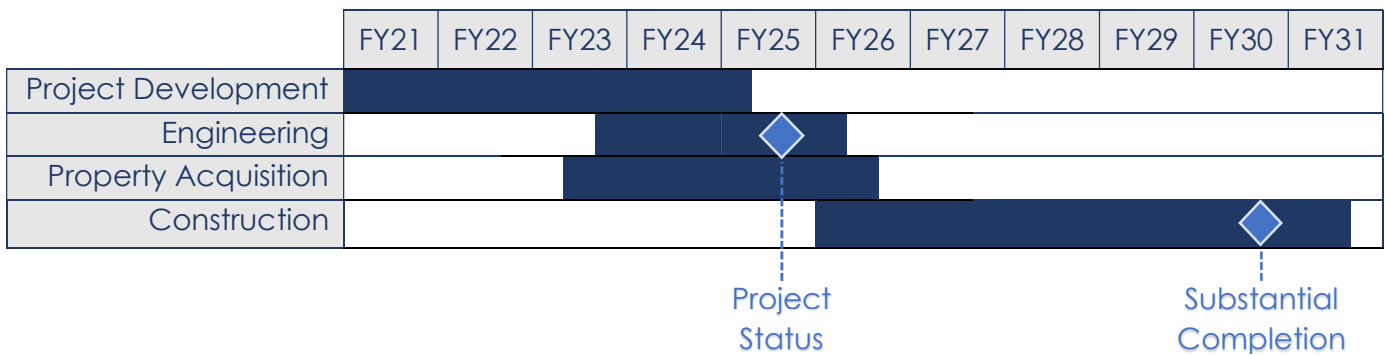 FY21 FY22 FY23 FY24 FY25 FY26 FY27 FY28 FY29 FY30 FY31
Project Development
Engineering
Property Acquisition
Construction
Project Status
Substantial Completion